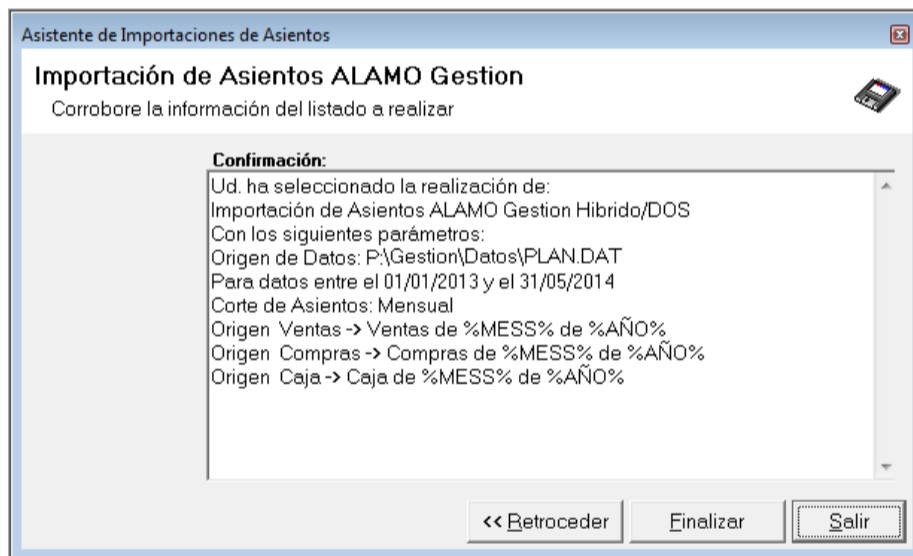 Asistente de Importaciones de Asientos
Importación de Asientos ALAMO Gestion
Corrobore la información del listado a realizar
Confirmación:
Ud. ha seleccionado la realización de:
Importación de Asientos ALAMO Gestion Hibrido/DOS
Con los siguientes parámetros:
Origen de Datos: P:\Gestion\Datos\PLAN.DAT
Para datos entre el 01/01/2013 y el 31/05/2014
Corte de Asientos: Mensual
Origen  Ventas -> Ventas de %MESS% de %AÑO%
Origen  Compras -> Compras de %MESS% de %AÑO%
Origen  Caja -> Caja de %MESS% de %AÑO%
<< Retroceder Finalizar Salir